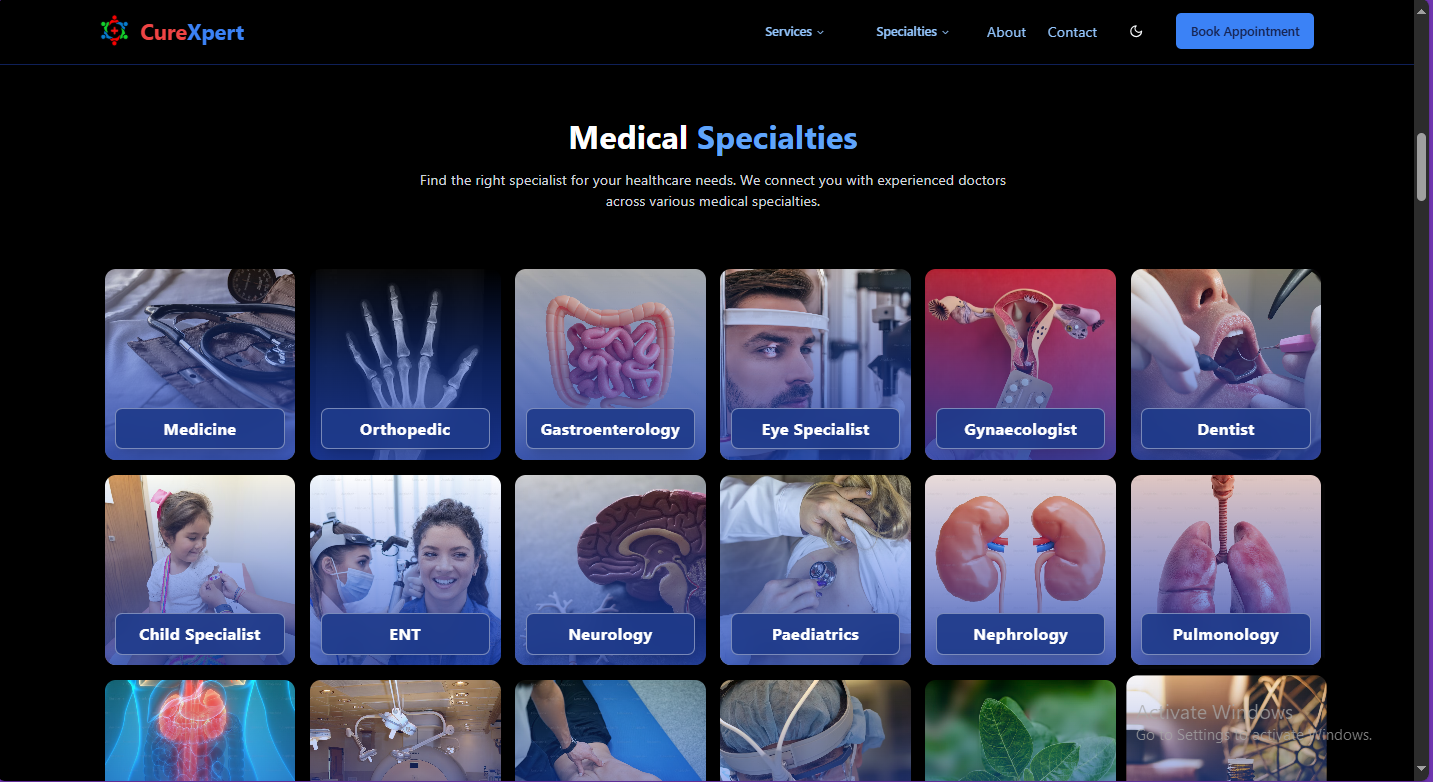 CureXpert
Services
Specialties
About
Contact
Book Appointment
Medical Specialties
Find the right specialist for your healthcare needs. We connect you with experienced doctors
across various medical specialties.
Medicine
Orthopedic
Gastroenterology
Eye Specialist
Gynaecologist
Dentist
Child Specialist
ENT
Neurology
Paediatrics
Nephrology
Pulmonology
Activate Windows
Go to Settings to activate Windows.